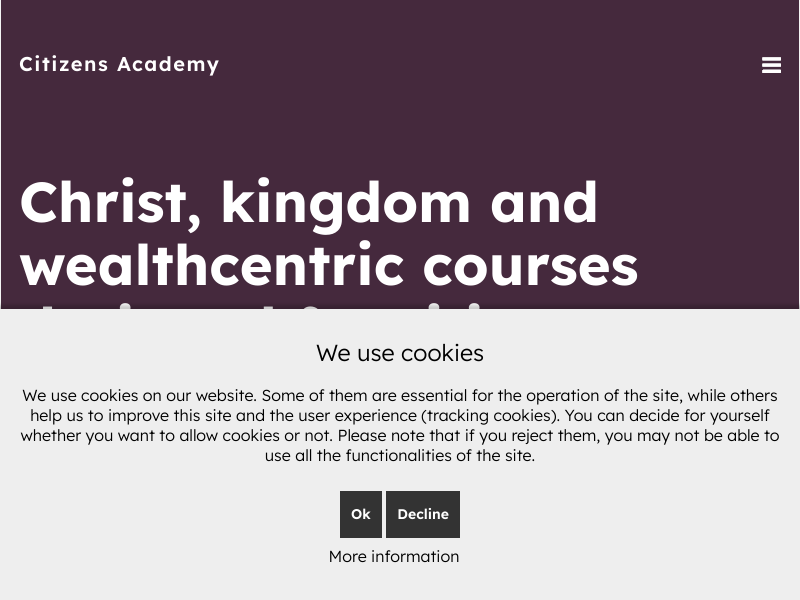 Citizens Academy
Christ, kingdom and
wealthcentric courses
We use cookies
We use cookies on our website. Some of them are essential for the operation of the site, while others
help us to improve this site and the user experience (tracking cookies). You can decide for yourself
whether you want to allow cookies or not. Please note that if you reject them, you may not be able to
use all the functionalities of the site.
Ok Decline
More information